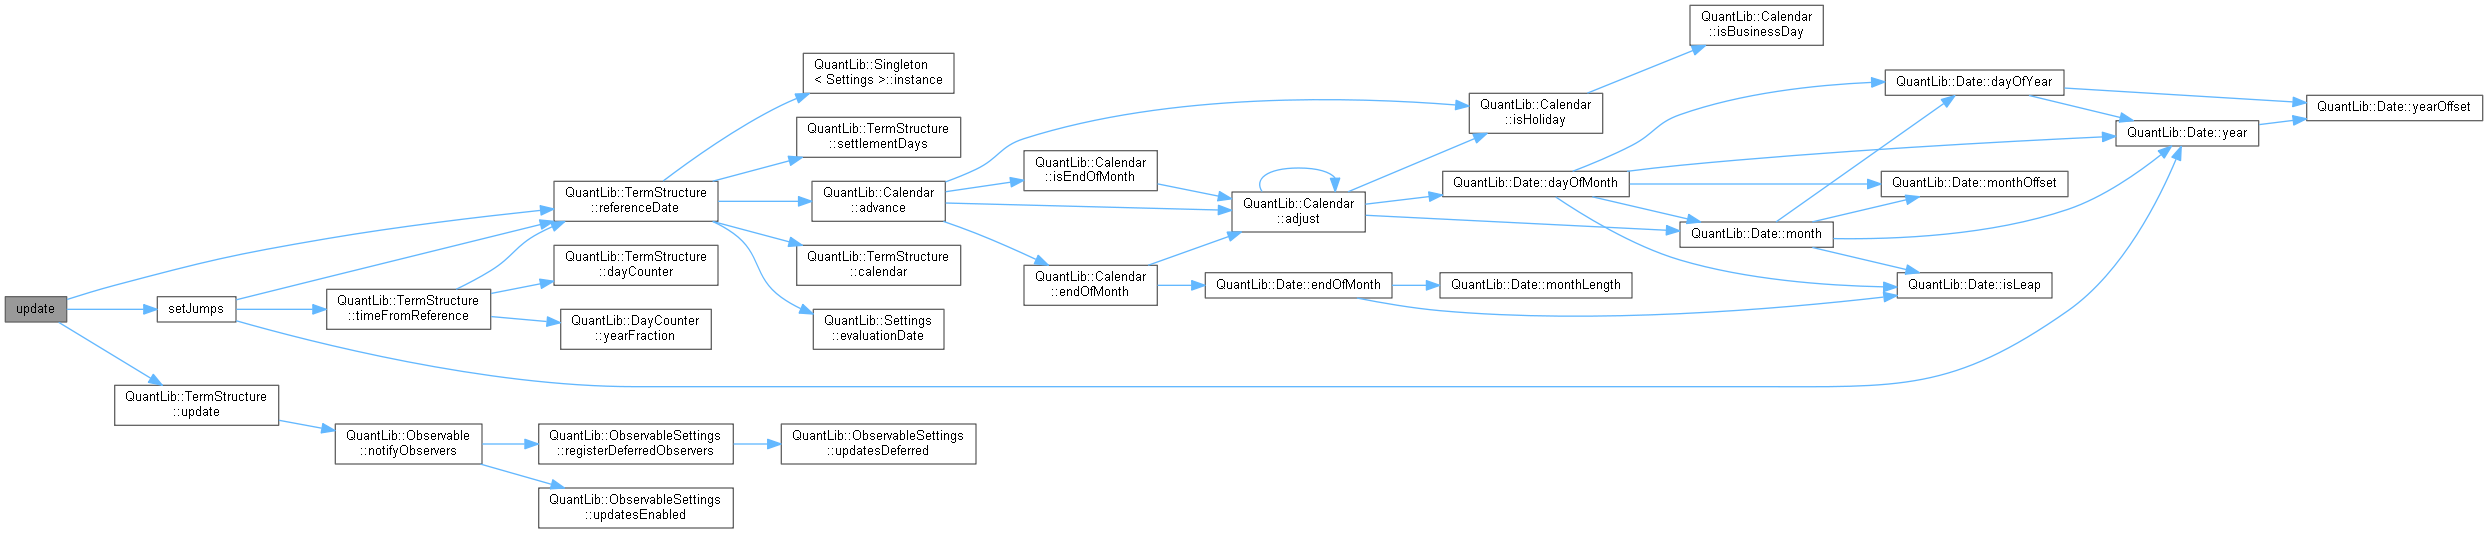 update
setJumps
QuantLib::TermStructure
::update
QuantLib::TermStructure
::timeFromReference
QuantLib::Observable
::notifyObservers
QuantLib::TermStructure
::referenceDate
QuantLib::TermStructure
::dayCounter
QuantLib::DayCounter
::yearFraction
QuantLib::ObservableSettings
::registerDeferredObservers
QuantLib::ObservableSettings
::updatesEnabled
QuantLib::Singleton
< Settings >::instance
QuantLib::TermStructure
::settlementDays
QuantLib::Calendar
::advance
QuantLib::TermStructure
::calendar
QuantLib::Settings
::evaluationDate
QuantLib::ObservableSettings
::updatesDeferred
QuantLib::Calendar
::isEndOfMonth
QuantLib::Calendar
::endOfMonth
QuantLib::Calendar
::adjust
QuantLib::Date::endOfMonth
QuantLib::Calendar
::isHoliday
QuantLib::Date::dayOfMonth
QuantLib::Date::monthLength
QuantLib::Calendar
::isBusinessDay
QuantLib::Date::month
QuantLib::Date::dayOfYear
QuantLib::Date::monthOffset
QuantLib::Date::isLeap
QuantLib::Date::year
QuantLib::Date::yearOffset